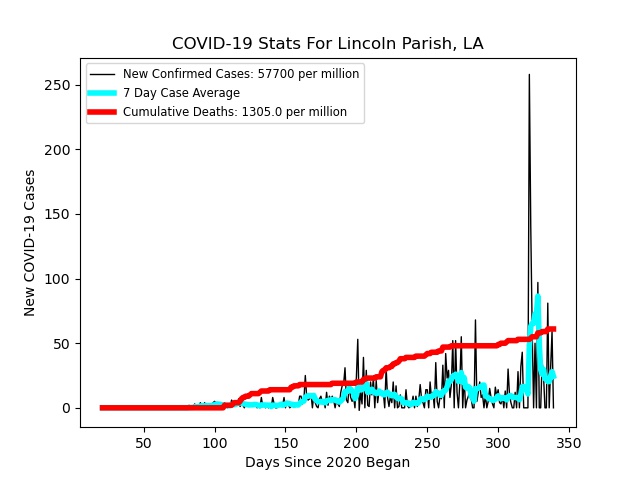 COVID-19 Stats For Lincoln Parish, LA
New Confirmed Cases: 57700 per million
7 Day Case Average
Cumulative Deaths: 1305.0 per million
New COVID-19 Cases
250
200
150
100
50
0
50 100 150 200 250 300 350
Days Since 2020 Began